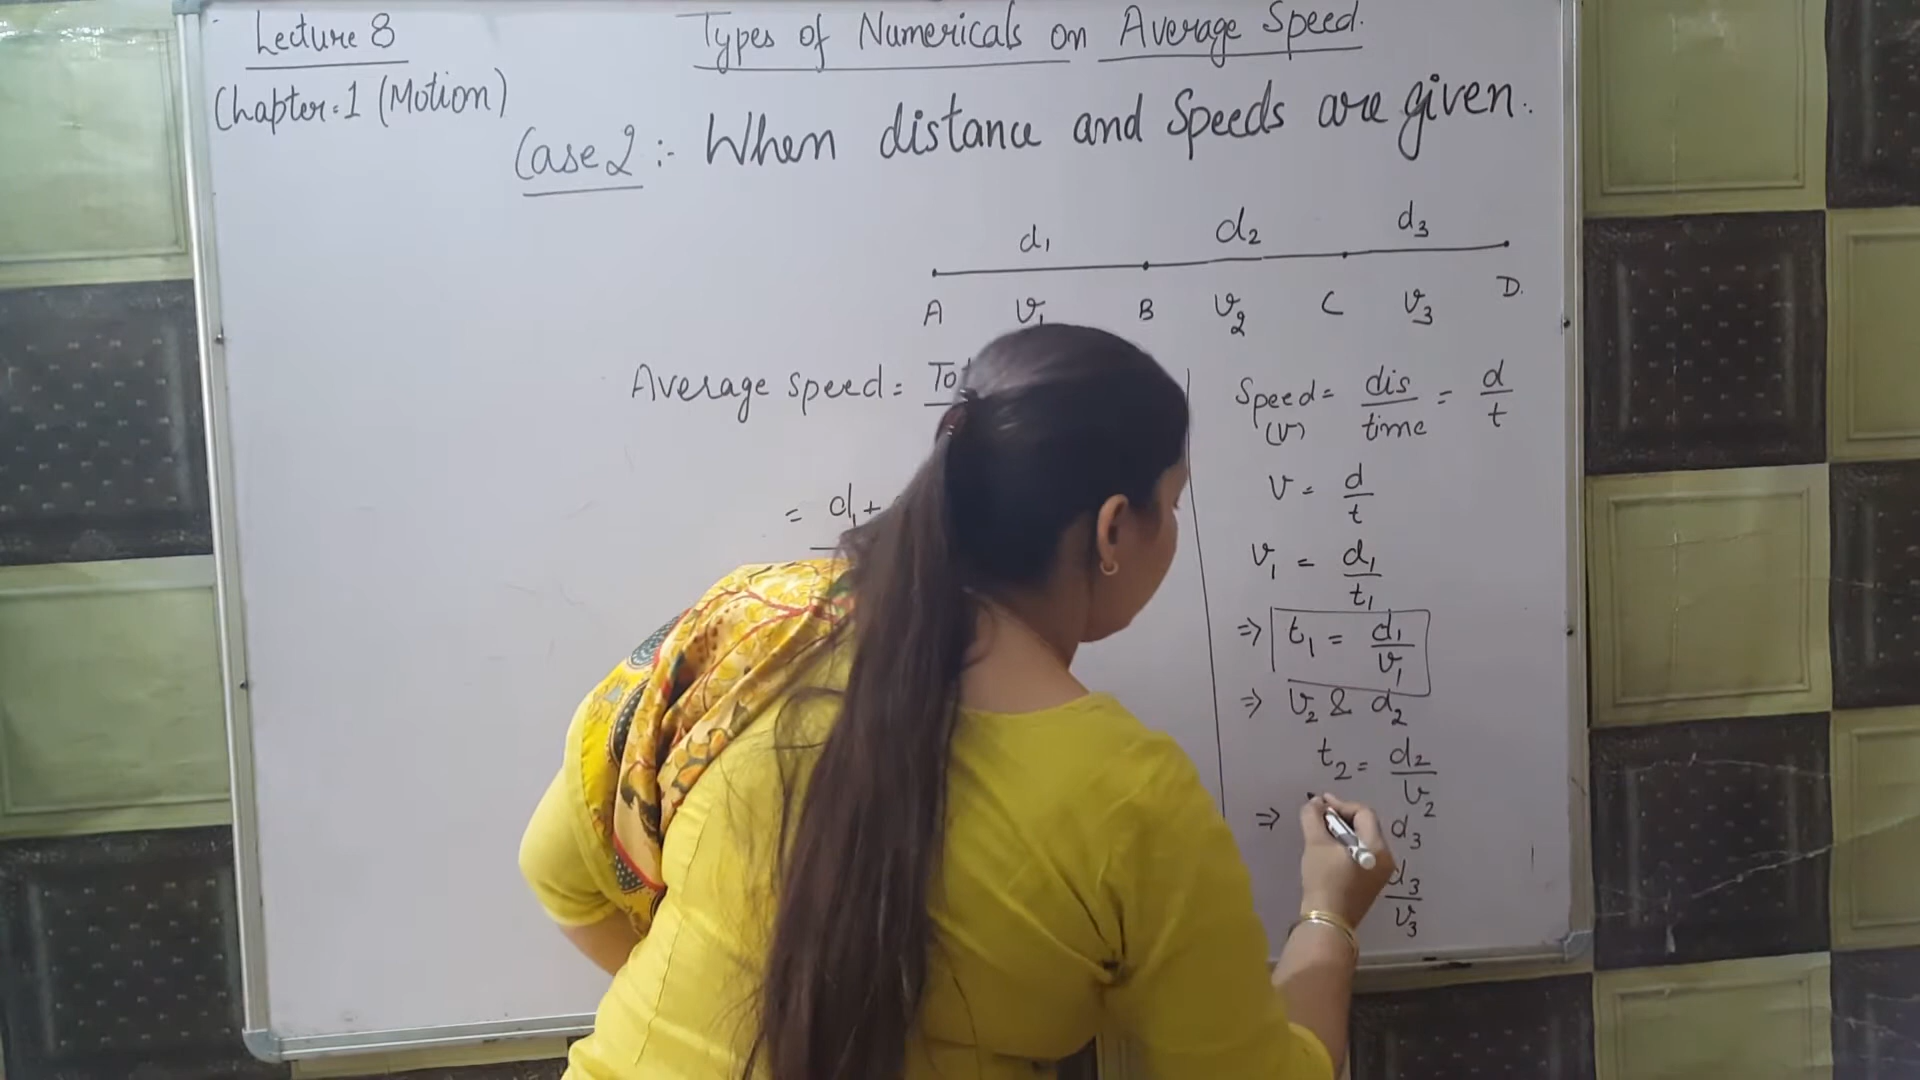 Lecture 8
Types of Numericals on Average Speed.
Chapter:1 (Motion)
Case 2 :- When distance and Speeds are given.
d₁ d₂ d₃
A v₁ B v₂ C v₃ D.
Average speed =
= d₁+
Speed = dis/time = d/t
(v)
v = d/t
v₁ = d₁/t₁
⇒ t₁ = d₁/v₁
⇒ v₂ & d₂
t₂ = d₂/v₂
⇒ d₃
d₃/v₃